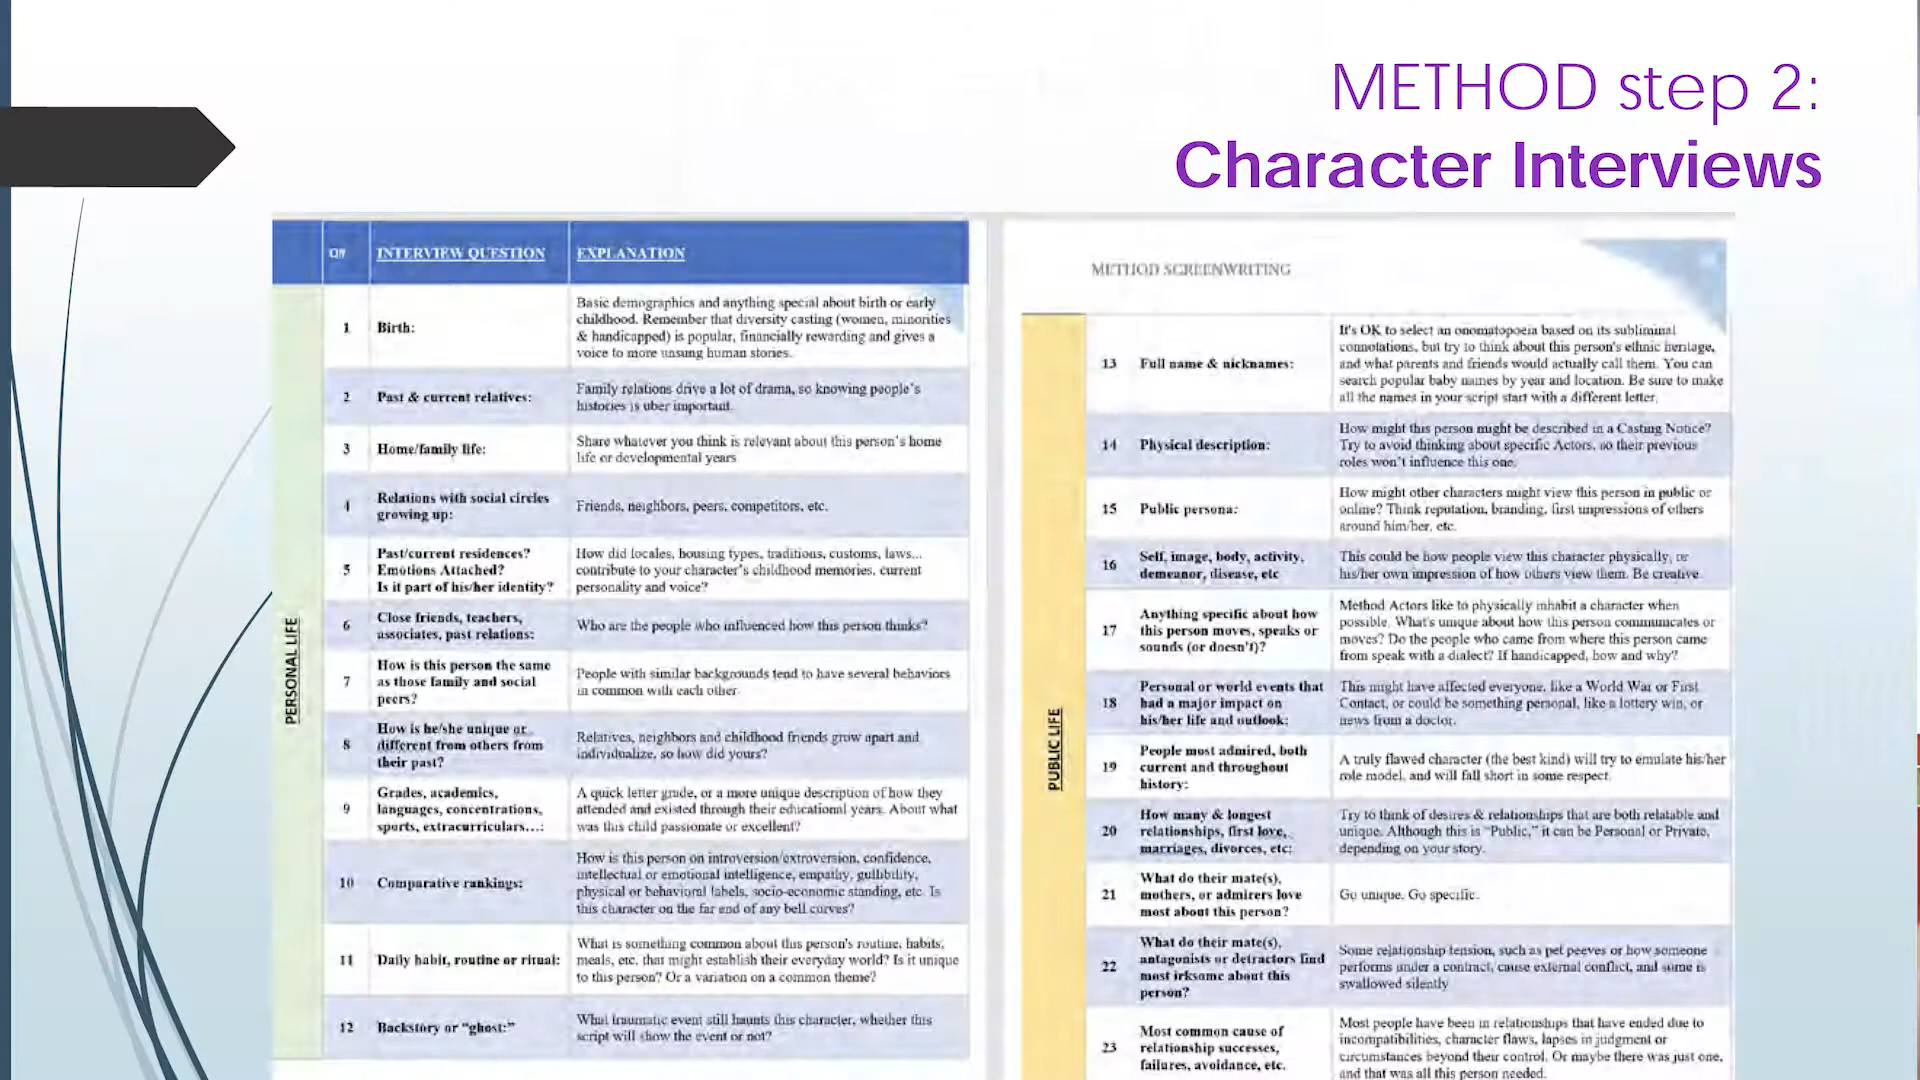 METHOD step 2:
Character Interviews
Q# INTERVIEW QUESTION EXPLANATION
PERSONAL LIFE
1 Birth:
Basic demographics and anything special about birth or early
childhood. Remember that diversity casting (women, minorities
& handicapped) is popular, financially rewarding and gives a
voice to more unsung human stories.
2 Past & current relatives:
Family relations drive a lot of drama, so knowing people's
histories is uber important.
3 Home/family life:
Share whatever you think is relevant about this person's home
life or developmental years
4 Relations with social circles
growing up:
Friends, neighbors, peers, competitors, etc.
5 Past/current residences?
Emotions Attached?
Is it part of his/her identity?
How did locales, housing types, traditions, customs, laws...
contribute to your character's childhood memories, current
personality and voice?
6 Close friends, teachers,
associates, past relations:
Who are the people who influenced how this person thinks?
7 How is this person the same
as those family and social
peers?
People with similar backgrounds tend to have several behaviors
in common with each other
8 How is he/she unique or
different from others from
their past?
Relatives, neighbors and childhood friends grow apart and
individualize, so how did yours?
9 Grades, academics,
languages, concentrations,
sports, extracurriculars...:
A quick letter grade, or a more unique description of how they
attended and existed through their educational years. About what
was this child passionate or excellent?
10 Comparative rankings:
How is this person on introversion/extroversion, confidence,
intellectual or emotional intelligence, empathy, gullibility,
physical or behavioral labels, socio-economic standing, etc. Is
this character on the far end of any bell curves?
11 Daily habit, routine or ritual:
What is something common about this person's routine, habits,
meals, etc, that might establish their everyday world? Is it unique
to this person? Or a variation on a common theme?
12 Backstory or "ghost:"
What traumatic event still haunts this character, whether this
script will show the event or not?
METHOD SCREENWRITING
PUBLIC LIFE
13 Full name & nicknames:
It's OK to select an onomatopoeia based on its subliminal
connotations, but try to think about this person's ethnic heritage,
and what parents and friends would actually call them. You can
search popular baby names by year and location. Be sure to make
all the names in your script start with a different letter.
14 Physical description:
How might this person might be described in a Casting Notice?
Try to avoid thinking about specific Actors, so their previous
roles won't influence this one.
15 Public persona:
How might other characters might view this person in public or
online? Think reputation, branding, first impressions of others
around him/her, etc.
16 Self, image, body, activity,
demeanor, disease, etc
This could be how people view this character physically, or
his/her own impression of how others view them. Be creative.
17 Anything specific about how
this person moves, speaks or
sounds (or doesn't)?
Method Actors like to physically inhabit a character when
possible. What's unique about how this person communicates or
moves? Do the people who came from where this person came
from speak with a dialect? If handicapped, how and why?
18 Personal or world events that
had a major impact on
his/her life and outlook:
This might have affected everyone, like a World War or First
Contact, or could be something personal, like a lottery win, or
news from a doctor.
19 People most admired, both
current and throughout
history:
A truly flawed character (the best kind) will try to emulate his/her
role model, and will fall short in some respect.
20 How many & longest
relationships, first love,
marriages, divorces, etc:
Try to think of desires & relationships that are both relatable and
unique. Although this is "Public," it can be Personal or Private,
depending on your story.
21 What do their mate(s),
mothers, or admirers love
most about this person?
Go unique. Go specific.
22 What do their mate(s),
antagonists or detractors find
most irksome about this
person?
Some relationship tension, such as pet peeves or how someone
performs under a contract, cause external conflict, and some is
swallowed silently
23 Most common cause of
relationship successes,
failures, avoidance, etc.
Most people have been in relationships that have ended due to
incompatibilities, character flaws, lapses in judgment or
circumstances beyond their control. Or maybe there was just one,
and that was all this person needed.